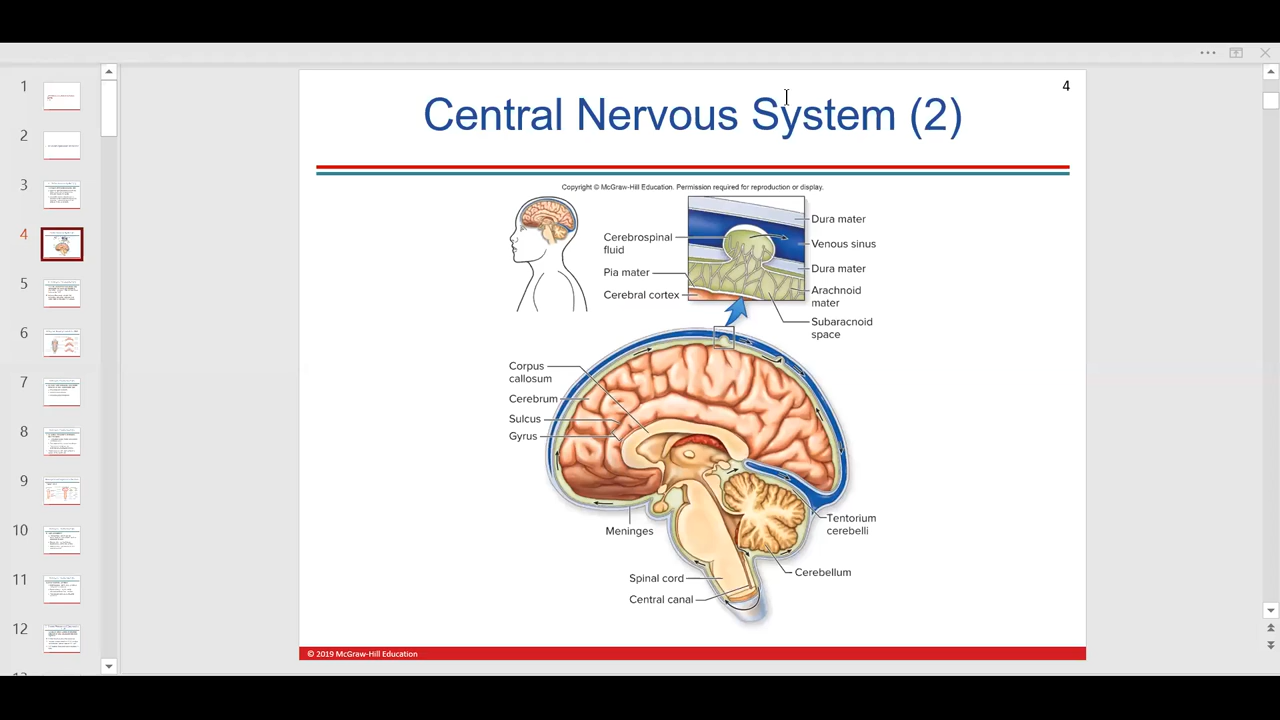 1
2
3
4
5
6
7
8
9
10
11
12
4
Central Nervous System (2)
Copyright © McGraw-Hill Education. Permission required for reproduction or display.
Cerebrospinal
fluid
Pia mater
Cerebral cortex
Dura mater
Venous sinus
Dura mater
Arachnoid
mater
Subaracnoid
space
Corpus
callosum
Cerebrum
Sulcus
Gyrus
Meninges
Spinal cord
Central canal
Tentorium
cerebelli
Cerebellum
© 2019 McGraw-Hill Education